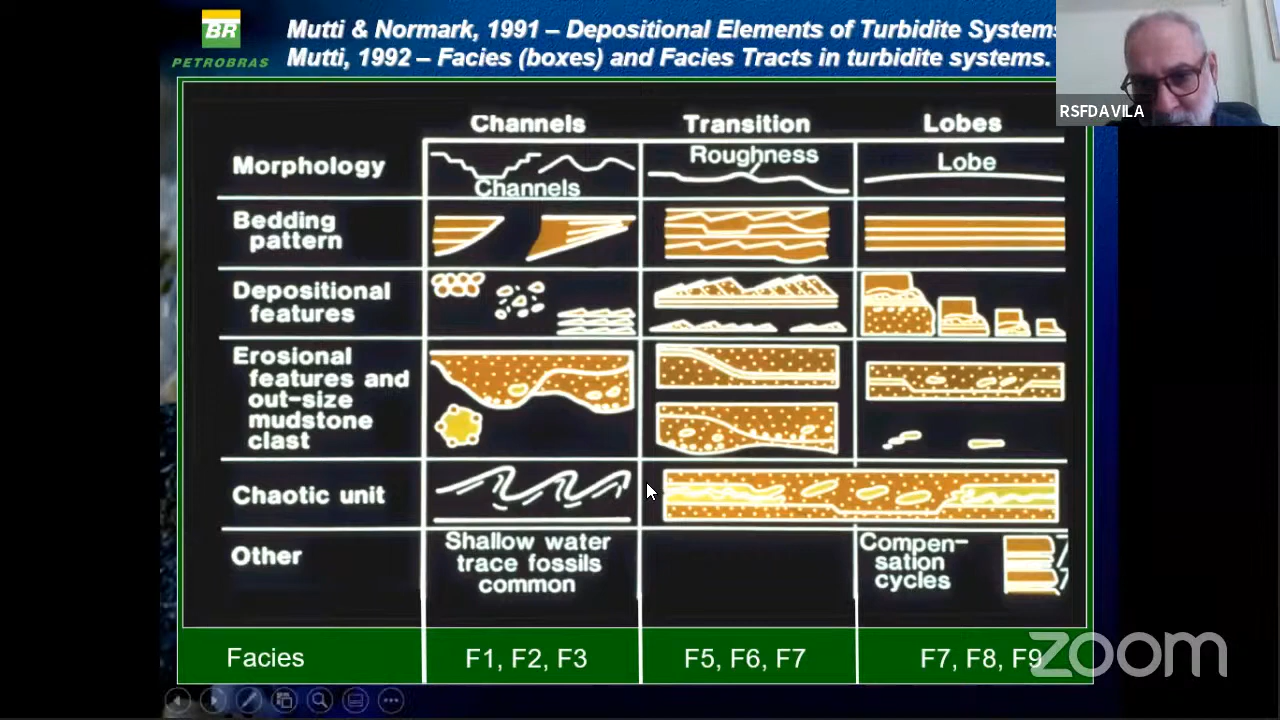 BR
PETROBRAS
Mutti & Normark, 1991 – Depositional Elements of Turbidite Systems
Mutti, 1992 – Facies (boxes) and Facies Tracts in turbidite systems.
RSFDAVILA
Channels Transition Lobes
Morphology Channels Roughness Lobe
Bedding pattern
Depositional features
Erosional features and out-size mudstone clast
Chaotic unit
Other Shallow water trace fossils common Compen-sation cycles
Facies F1, F2, F3 F5, F6, F7 F7, F8, F9
zoom